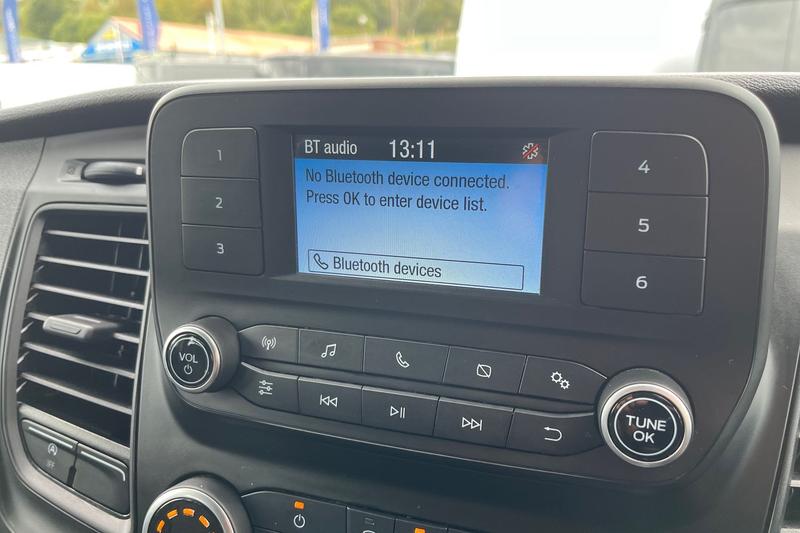 BT audio 13:11
No Bluetooth device connected.
Press OK to enter device list.
Bluetooth devices
1
2
3
4
5
6
VOL
TUNE
OK
A
OFF